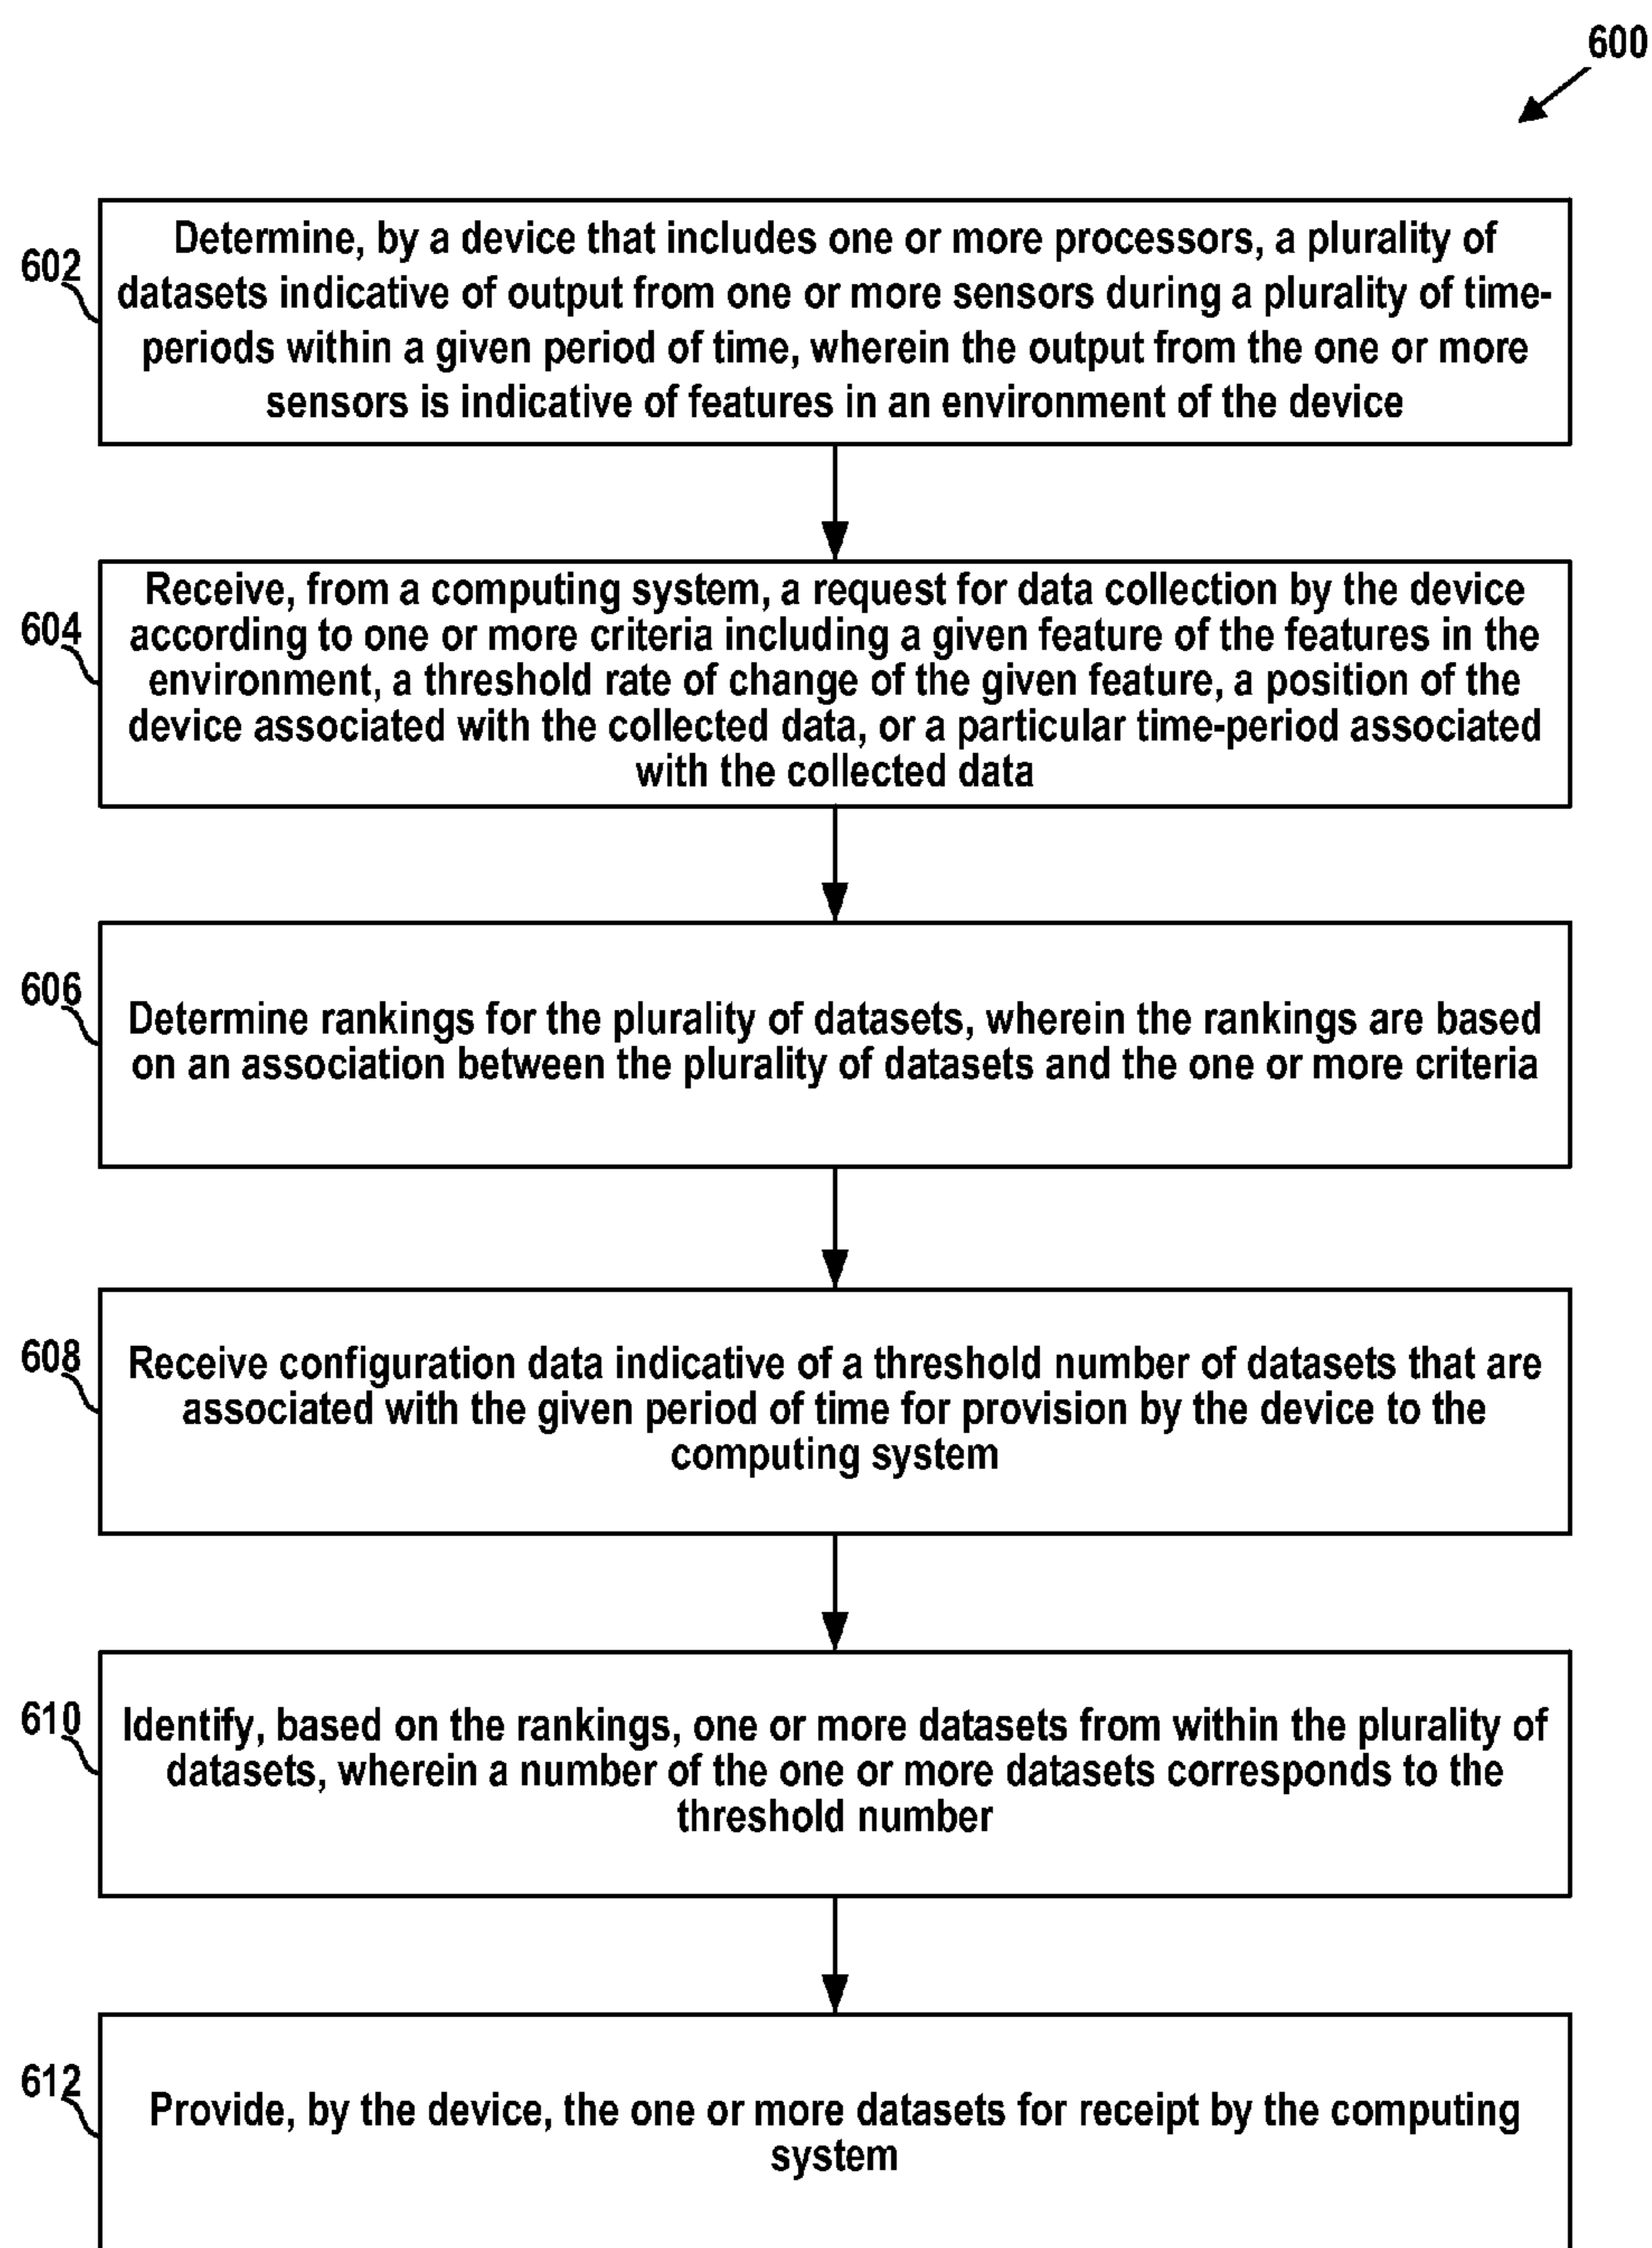 600
602
Determine, by a device that includes one or more processors, a plurality of
datasets indicative of output from one or more sensors during a plurality of time-
periods within a given period of time, wherein the output from the one or more
sensors is indicative of features in an environment of the device
604
Receive, from a computing system, a request for data collection by the device
according to one or more criteria including a given feature of the features in the
environment, a threshold rate of change of the given feature, a position of the
device associated with the collected data, or a particular time-period associated
with the collected data
606
Determine rankings for the plurality of datasets, wherein the rankings are based
on an association between the plurality of datasets and the one or more criteria
608
Receive configuration data indicative of a threshold number of datasets that are
associated with the given period of time for provision by the device to the
computing system
610
Identify, based on the rankings, one or more datasets from within the plurality of
datasets, wherein a number of the one or more datasets corresponds to the
threshold number
612
Provide, by the device, the one or more datasets for receipt by the computing
system